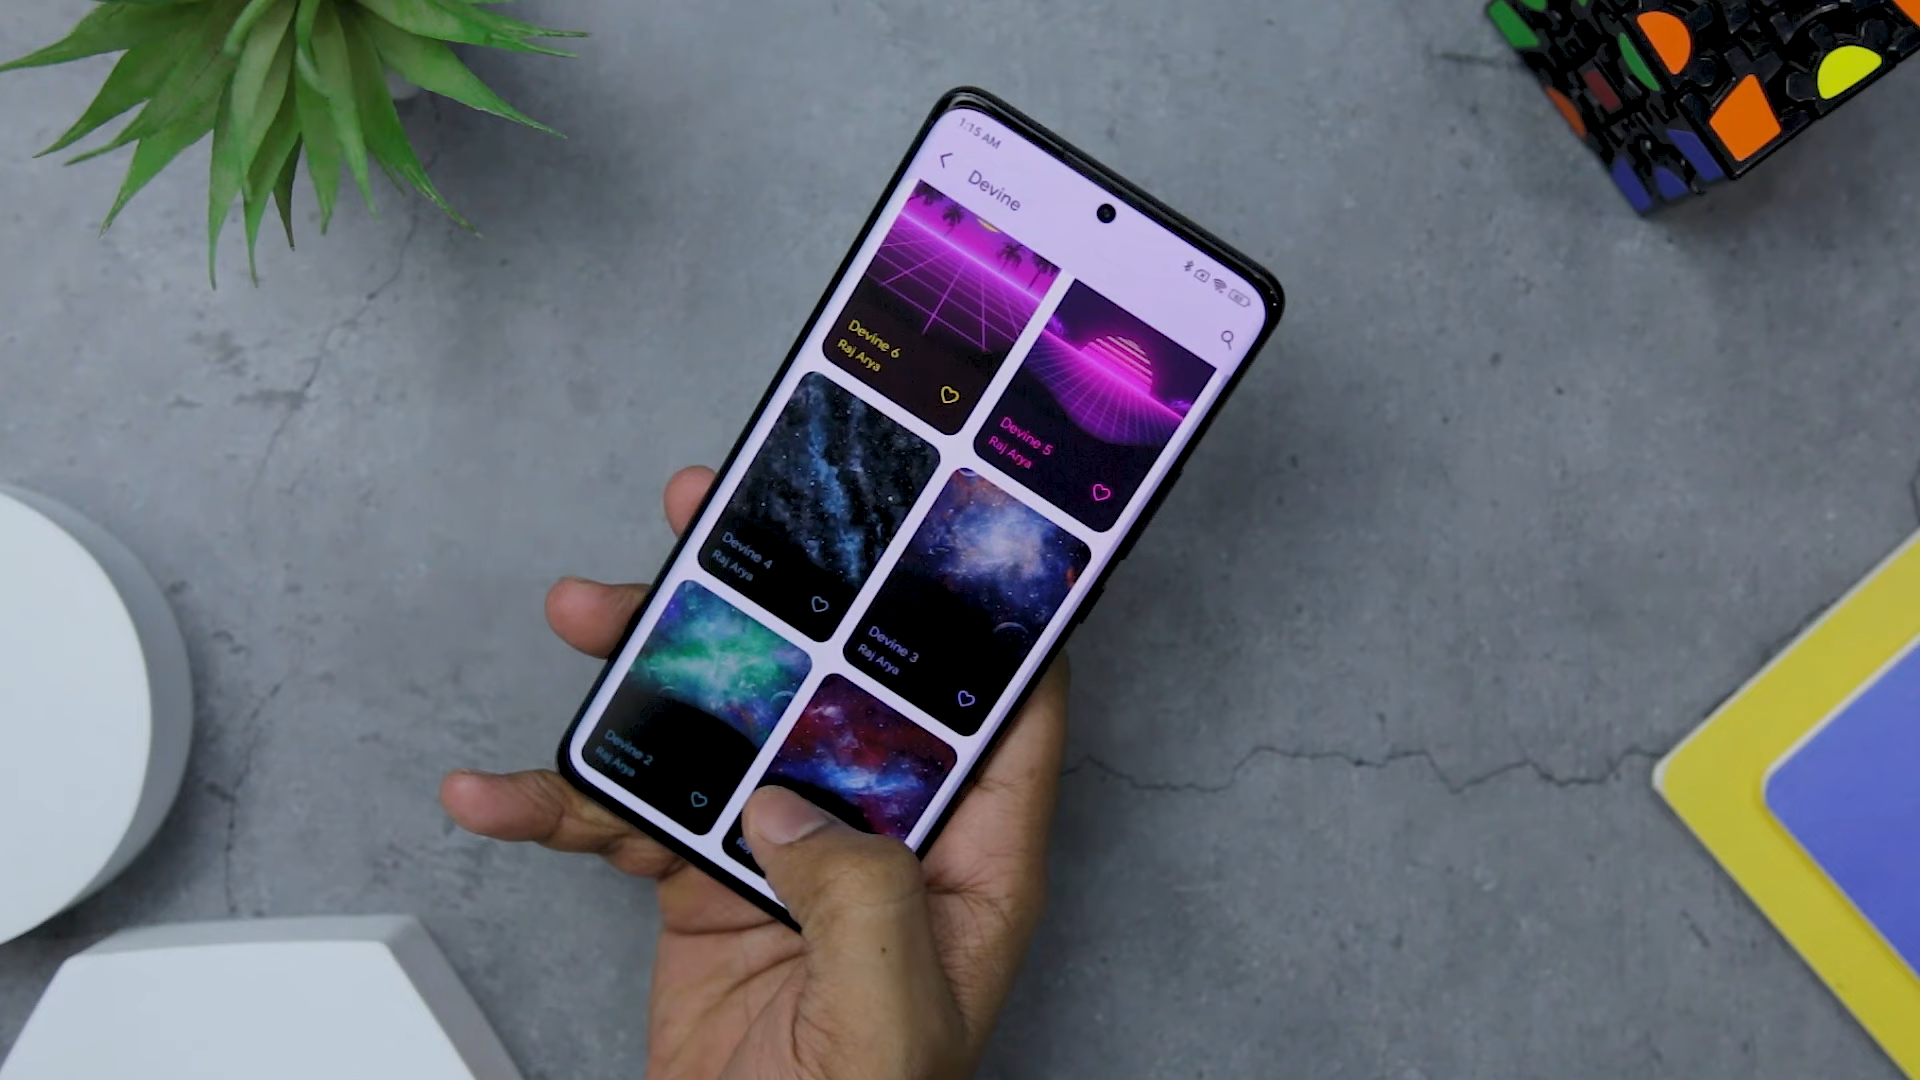 1:15 AM
Devine
Devine 6
Raj Arya
Devine 5
Raj Arya
Devine 4
Raj Arya
Devine 3
Raj Arya
Devine 2
Raj Arya